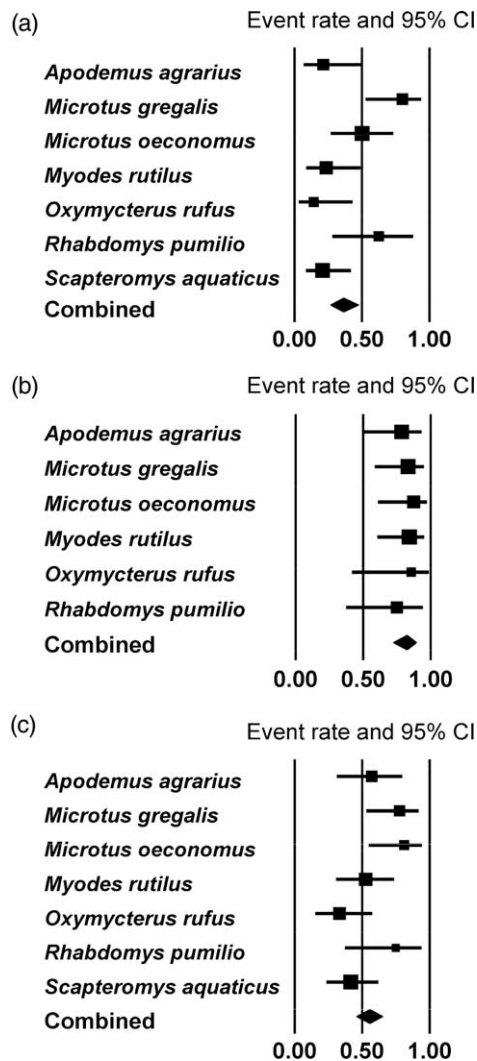 (a)
Event rate and 95% CI
Apodemus agrarius
Microtus gregalis
Microtus oeconomus
Myodes rutilus
Oxymycterus rufus
Rhabdomys pumilio
Scapteromys aquaticus
Combined
0.00 0.50 1.00
(b)
Event rate and 95% CI
Apodemus agrarius
Microtus gregalis
Microtus oeconomus
Myodes rutilus
Oxymycterus rufus
Rhabdomys pumilio
Combined
0.00 0.50 1.00
(c)
Event rate and 95% CI
Apodemus agrarius
Microtus gregalis
Microtus oeconomus
Myodes rutilus
Oxymycterus rufus
Rhabdomys pumilio
Scapteromys aquaticus
Combined
0.00 0.50 1.00